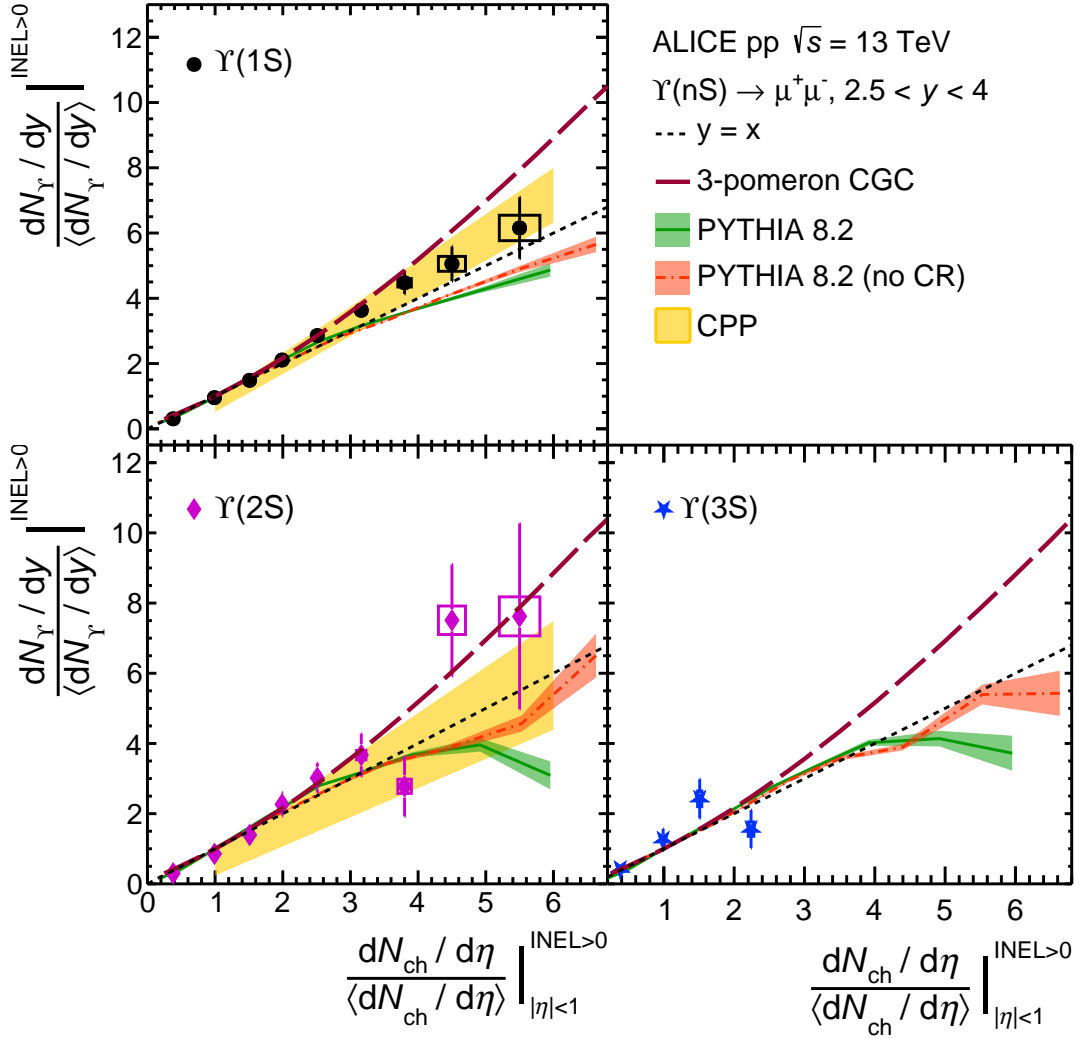 12
10
8
6
4
2
0
dN_ϒ / dy
⟨dN_ϒ / dy⟩
INEL>0
ϒ(1S)
ALICE pp √s = 13 TeV
ϒ(nS) → μ⁺μ⁻, 2.5 < y < 4
y = x
3-pomeron CGC
PYTHIA 8.2
PYTHIA 8.2 (no CR)
CPP
12
10
8
6
4
2
0
dN_ϒ / dy
⟨dN_ϒ / dy⟩
INEL>0
ϒ(2S)
ϒ(3S)
0 1 2 3 4 5 6
1 2 3 4 5 6
dN_ch / dη
⟨dN_ch / dη⟩
INEL>0
|η|<1
dN_ch / dη
⟨dN_ch / dη⟩
INEL>0
|η|<1